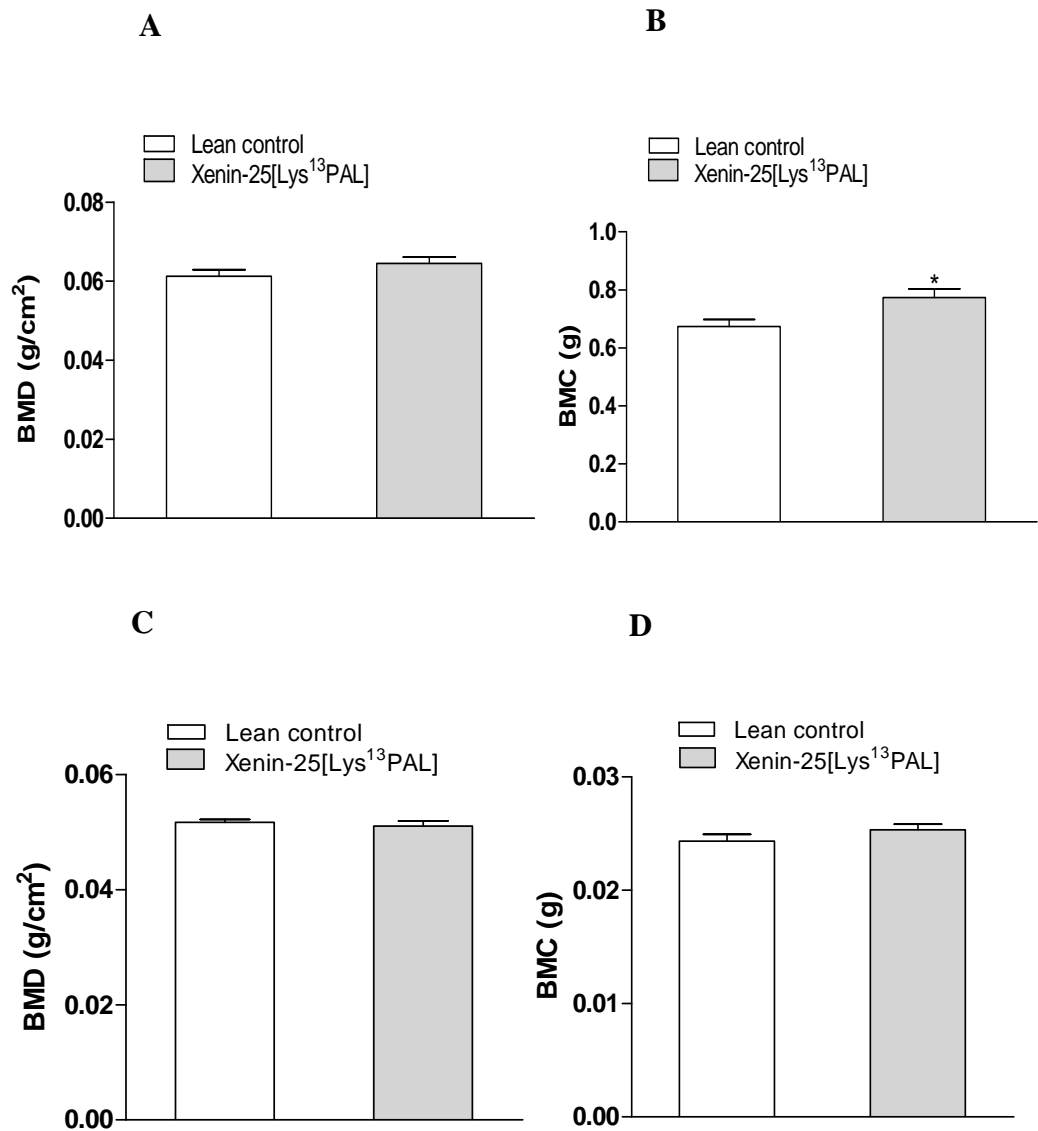 A
Lean control
Xenin-25[Lys¹³PAL]
0.08
0.06
0.04
0.02
0.00
BMD (g/cm²)
B
Lean control
Xenin-25[Lys¹³PAL]
1.0
0.8
0.6
0.4
0.2
0.0
BMC (g)
*
C
Lean control
Xenin-25[Lys¹³PAL]
0.06
0.04
0.02
0.00
BMD (g/cm²)
D
Lean control
Xenin-25[Lys¹³PAL]
0.03
0.02
0.01
0.00
BMC (g)